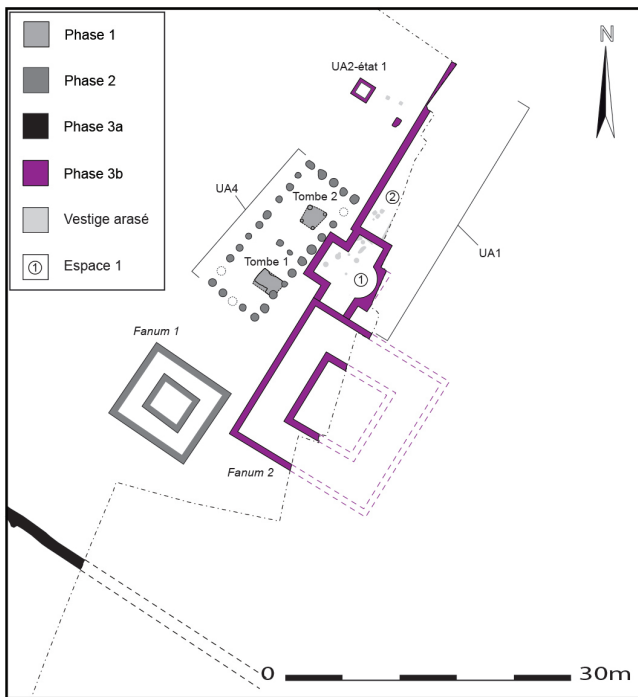 Phase 1
Phase 2
Phase 3a
Phase 3b
Vestige arasé
① Espace 1
N
UA2-état 1
UA4
Tombe 2
②
UA1
Tombe 1
①
Fanum 1
Fanum 2
0 30m